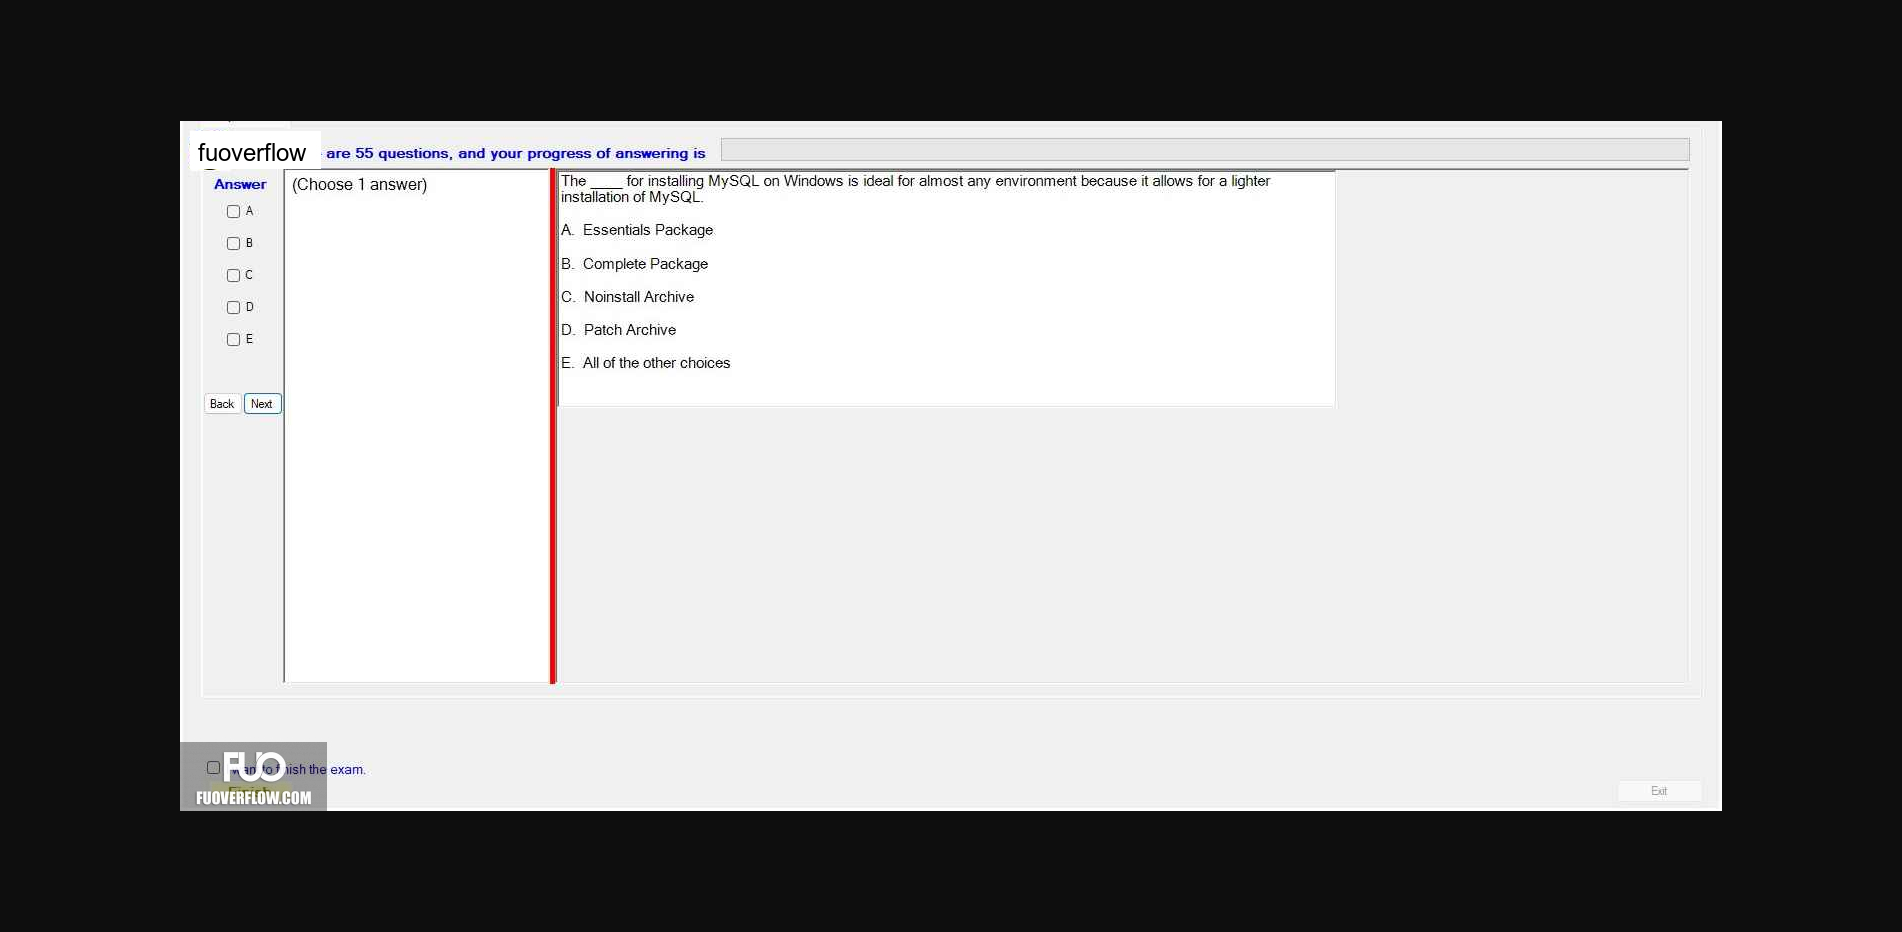 fuoverflow are 55 questions, and your progress of answering is
Answer
(Choose 1 answer)
A
B
C
D
E
Back Next
The ____ for installing MySQL on Windows is ideal for almost any environment because it allows for a lighter
installation of MySQL.
A. Essentials Package
B. Complete Package
C. Noinstall Archive
D. Patch Archive
E. All of the other choices
FUO
to finish the exam.
Finish
FUOVERFLOW.COM
Exit